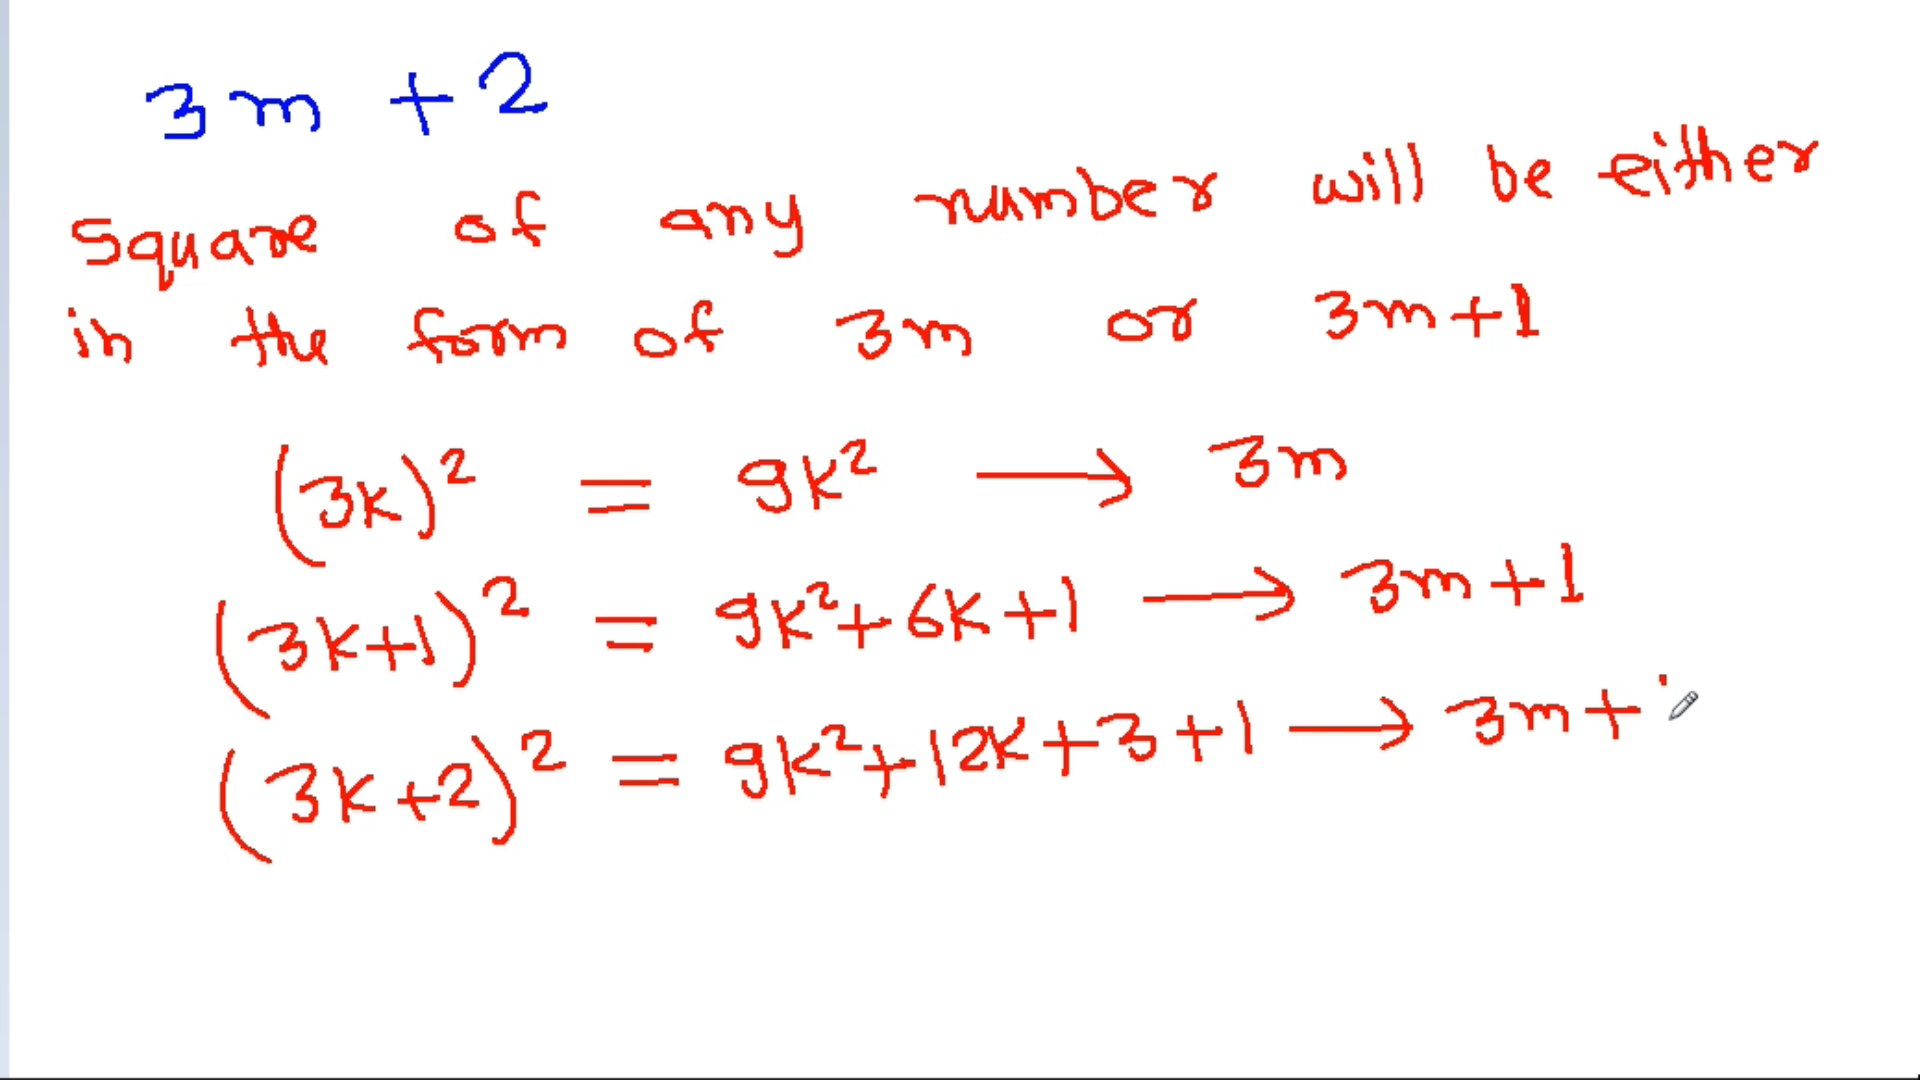 3m + 2
Square of any number will be either
in the form of 3m or 3m+1
(3k)² = 9k² → 3m
(3k+1)² = 9k²+6k+1 → 3m+1
(3k+2)² = 9k²+12k+3+1 → 3m+